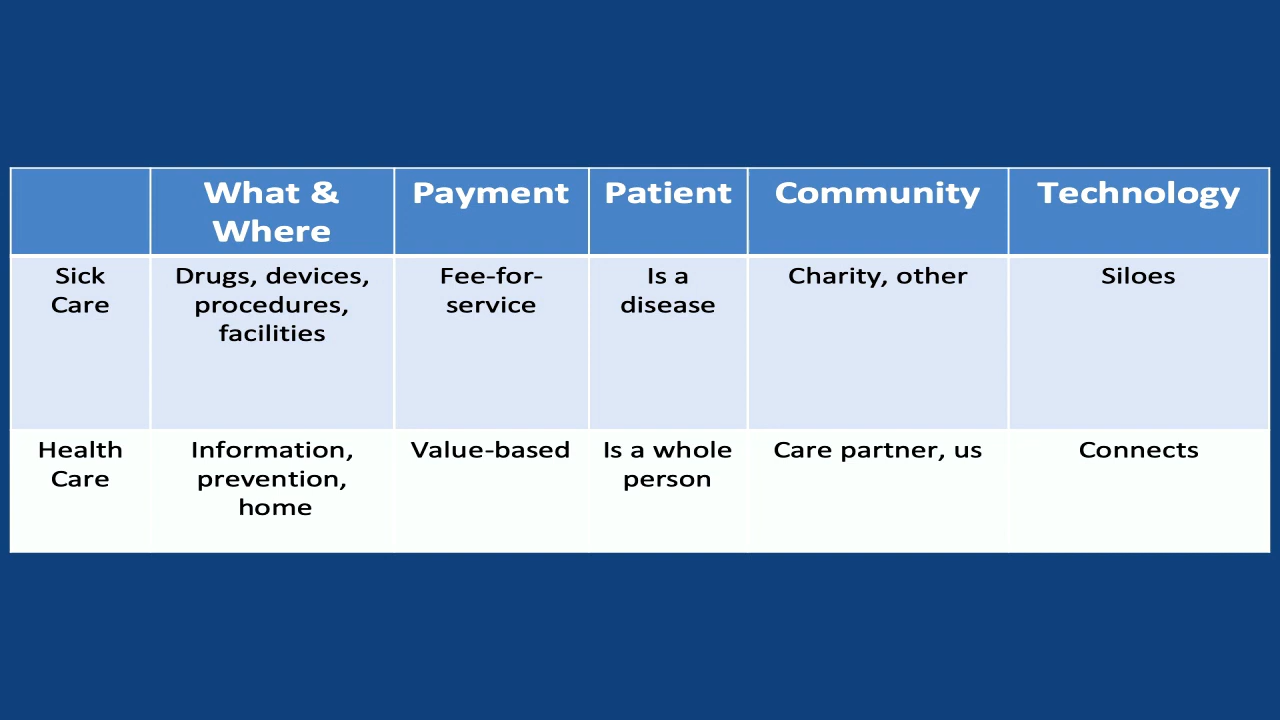 What &
Where
Payment
Patient
Community
Technology
Sick
Care
Drugs, devices,
procedures,
facilities
Fee-for-
service
Is a
disease
Charity, other
Siloes
Health
Care
Information,
prevention,
home
Value-based
Is a whole
person
Care partner, us
Connects